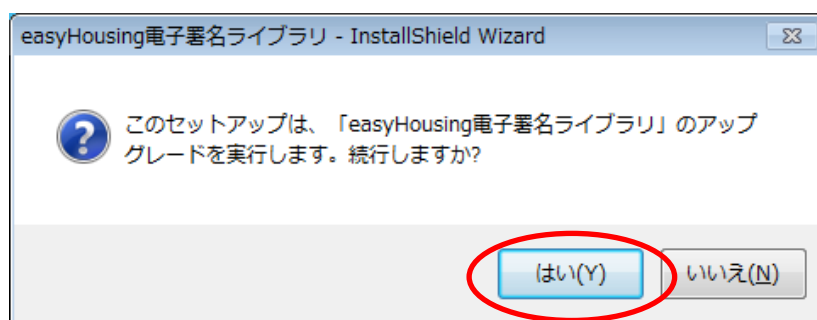 easyHousing電子署名ライブラリ - InstallShield Wizard
このセットアップは、「easyHousing電子署名ライブラリ」のアップ
グレードを実行します。続行しますか?
はい(Y) いいえ(N)